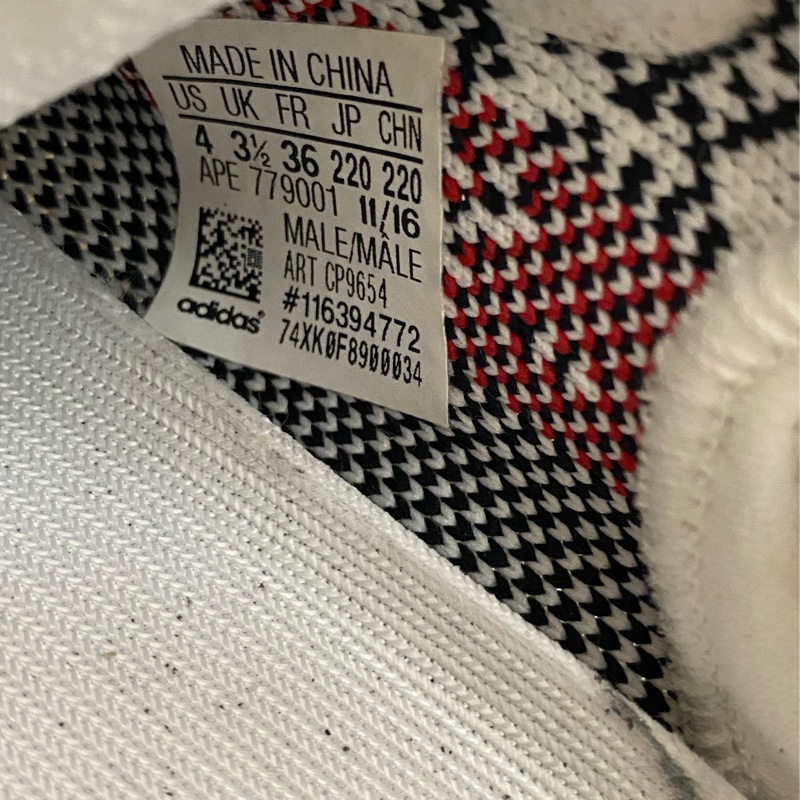 MADE IN CHINA
US UK FR JP CHN
4 3½ 36 220 220
APE 779001 11/16
MALE/MÂLE
ART CP9654
#116394772
74XK0F8900034
adidas®